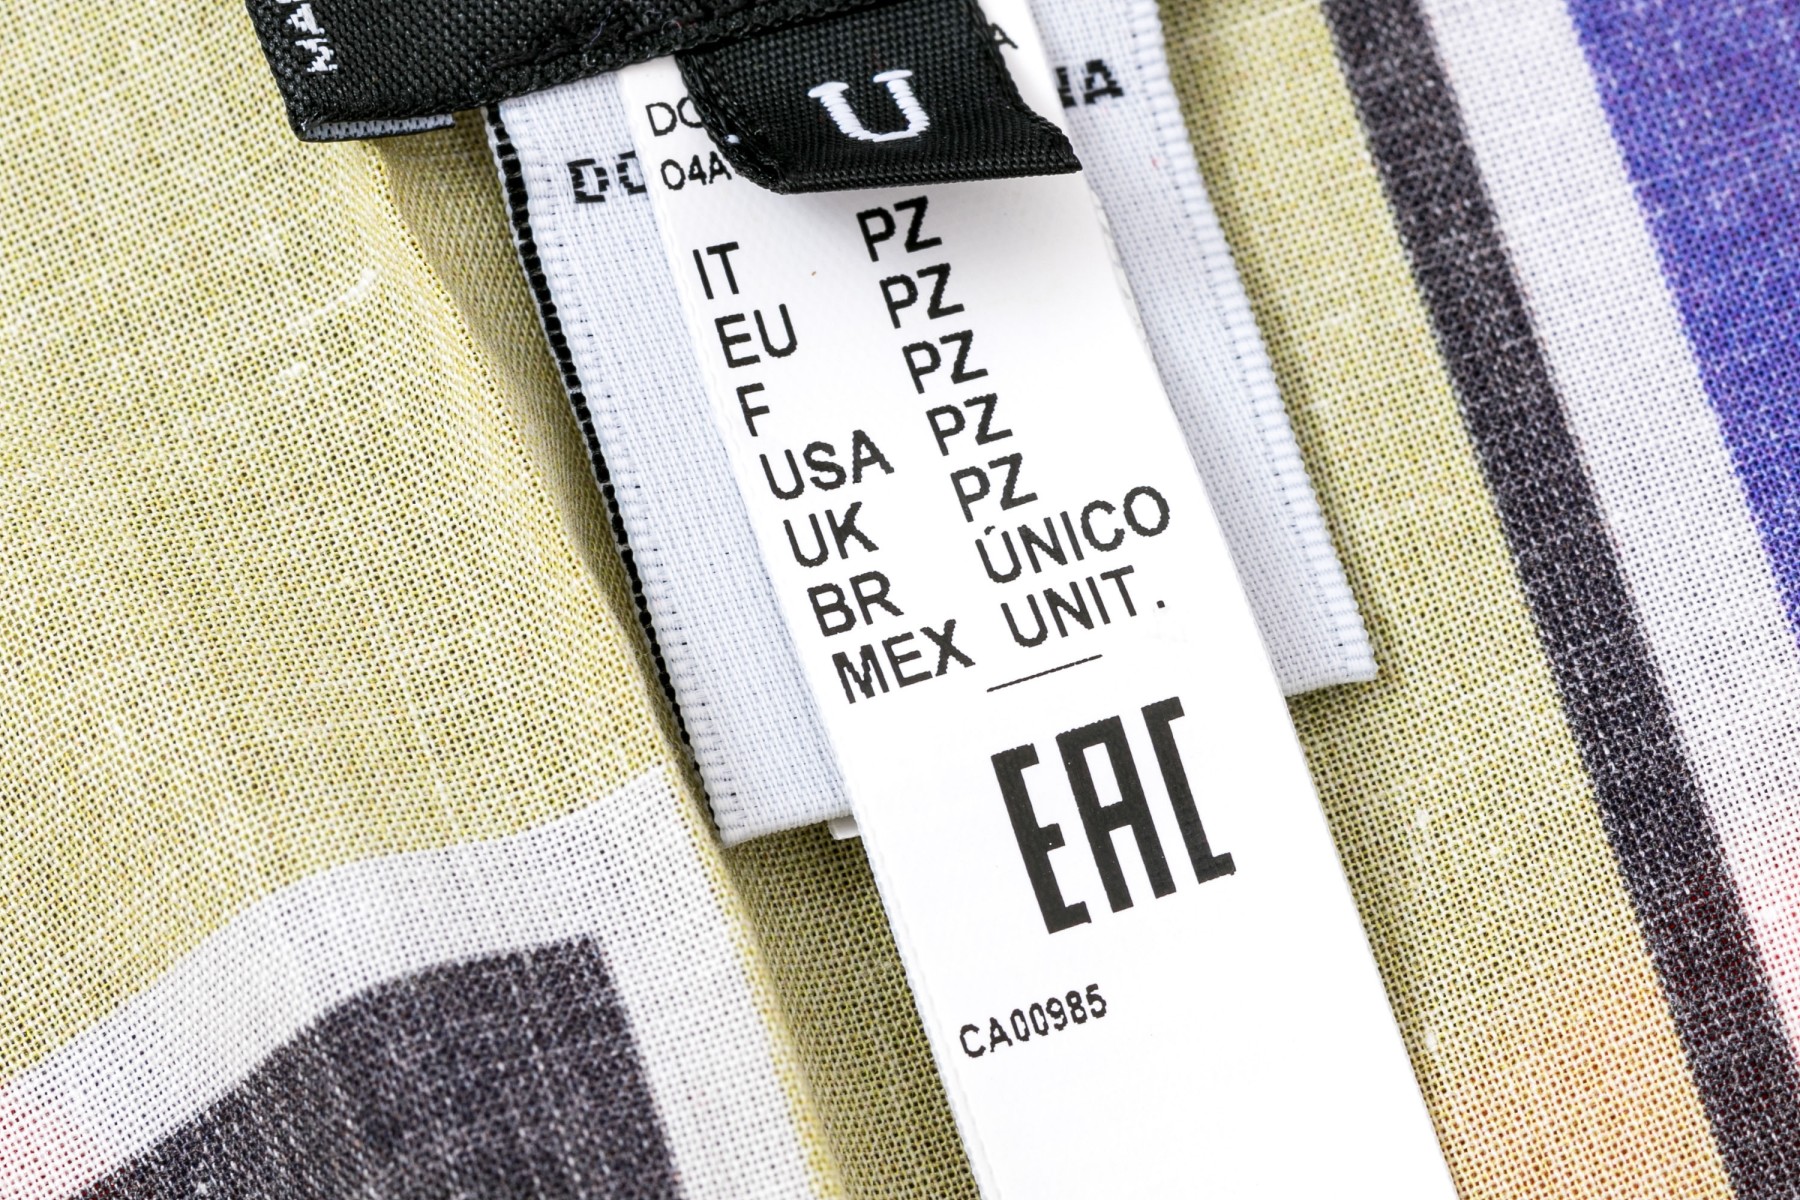 U
IT PZ
EU PZ
F PZ
USA PZ
UK PZ
BR ÚNICO
MEX UNIT.
EAC
CA00985